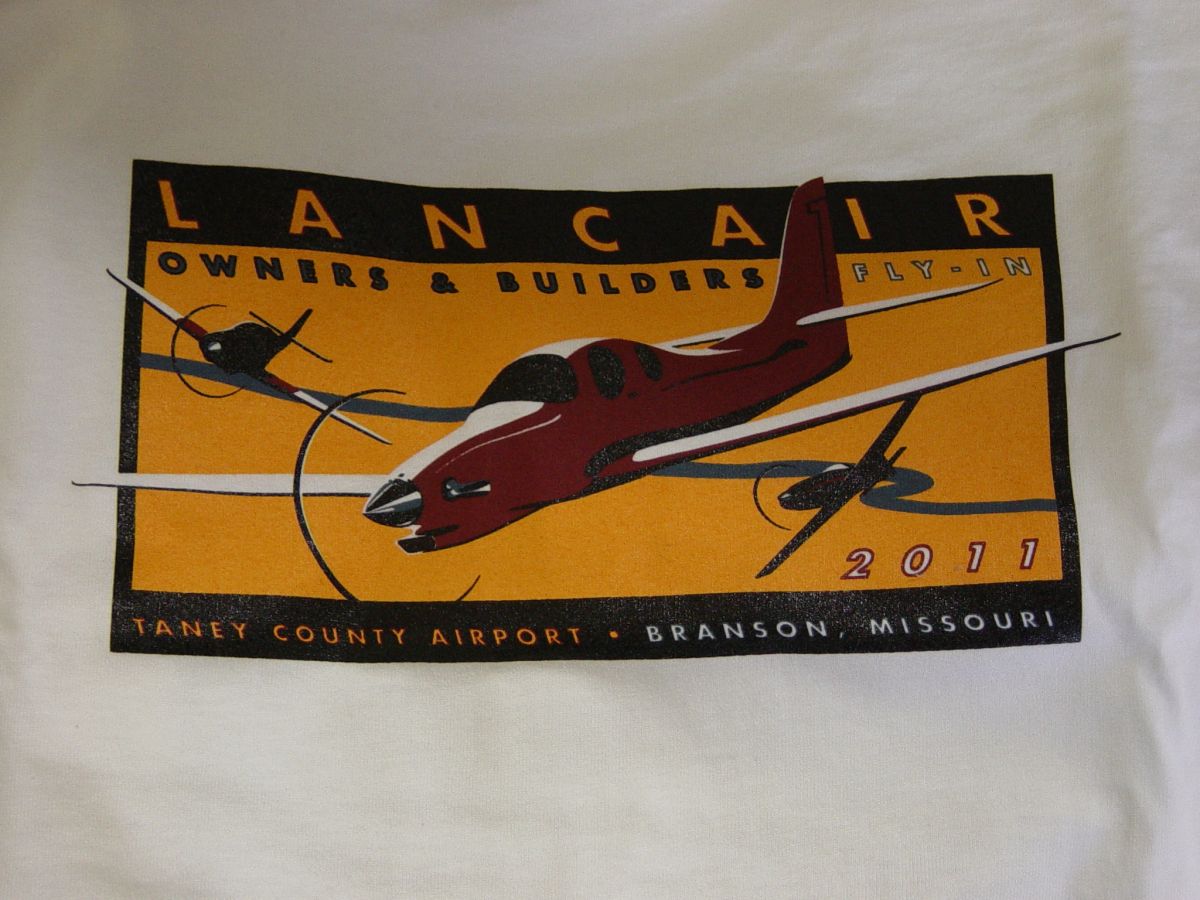 LANCAIR
OWNERS & BUILDERS FLY-IN
2011
TANEY COUNTY AIRPORT • BRANSON, MISSOURI